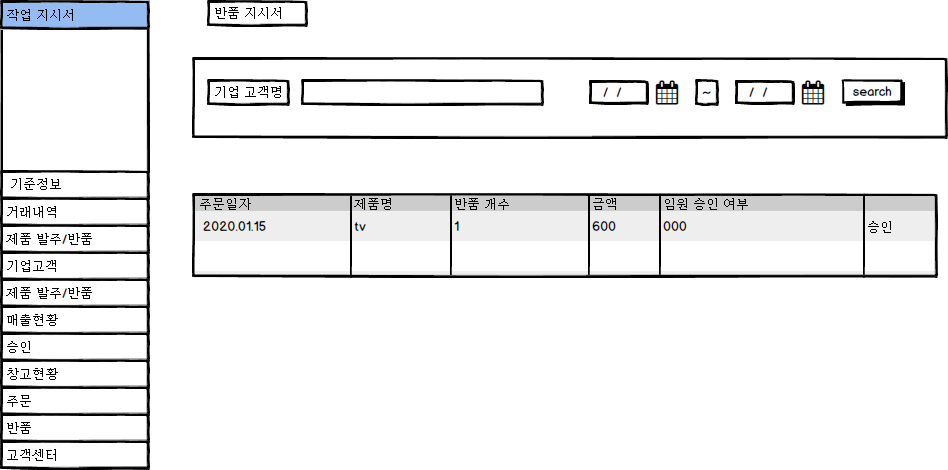 작업 지시서
반품 지시서
기업 고객명
/ /
~
/ /
search
기준정보
거래내역
제품 발주/반품
기업고객
제품 발주/반품
매출현황
승인
창고현황
주문
반품
고객센터
주문일자 제품명 반품 개수 금액 임원 승인 여부
2020.01.15 tv 1 600 000 승인